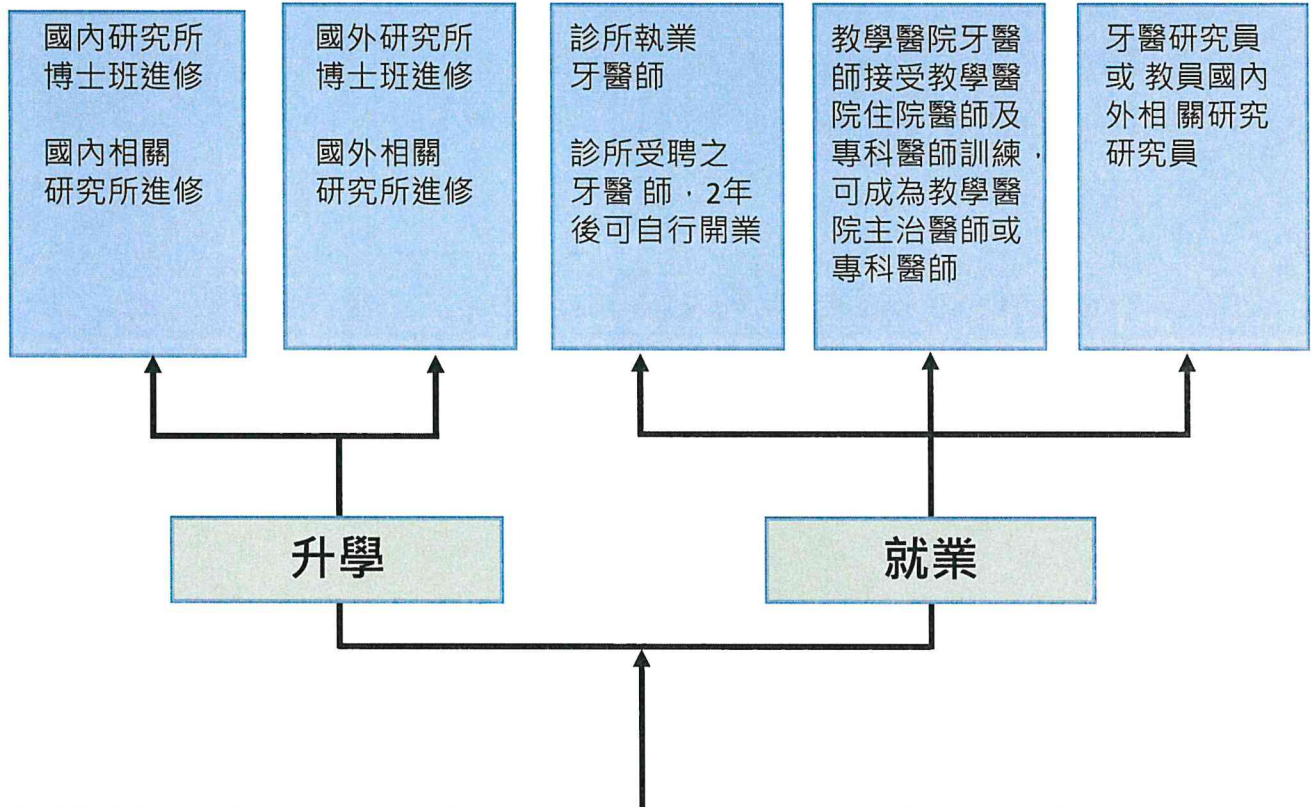 國內研究所
博士班進修
國內相關
研究所進修
國外研究所
博士班進修
國外相關
研究所進修
診所執業
牙醫師
診所受聘之
牙醫 師，2年
後可自行開業
教學醫院牙醫
師接受教學醫
院住院醫師及
專科醫師訓練，
可成為教學醫
院主治醫師或
專科醫師
牙醫研究員
或 教員國內
外相 關研究
研究員
升學
就業